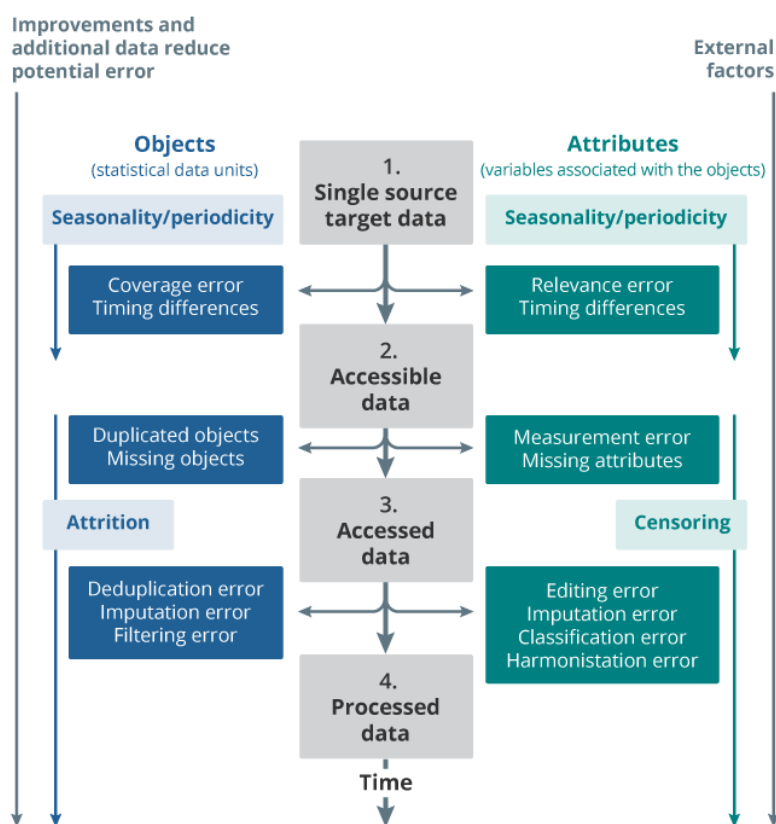 Improvements and
additional data reduce
potential error
External
factors
Objects
(statistical data units)
Attributes
(variables associated with the objects)
1.
Single source
target data
Seasonality/periodicity
Seasonality/periodicity
Coverage error
Timing differences
Relevance error
Timing differences
2.
Accessible
data
Duplicated objects
Missing objects
Measurement error
Missing attributes
3.
Accessed
data
Attrition
Censoring
Deduplication error
Imputation error
Filtering error
Editing error
Imputation error
Classification error
Harmonistation error
4.
Processed
data
Time